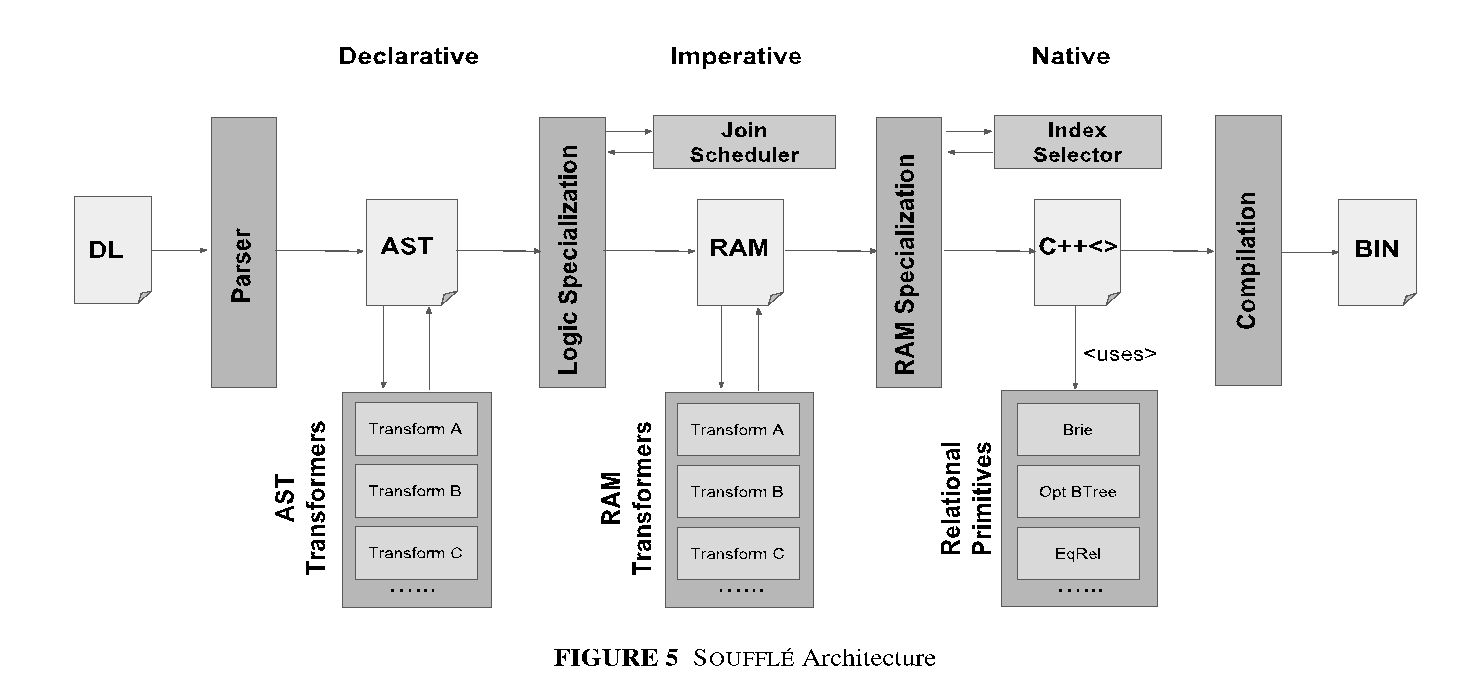 Declarative
Imperative
Native
Join
Scheduler
Index
Selector
DL
Parser
AST
Logic Specialization
RAM
RAM Specialization
C++<>
Compilation
BIN
<uses>
AST
Transformers
Transform A
Transform B
Transform C
······
RAM
Transformers
Transform A
Transform B
Transform C
······
Relational
Primitives
Brie
Opt BTree
EqRel
······
FIGURE 5 SOUFFLÉ Architecture